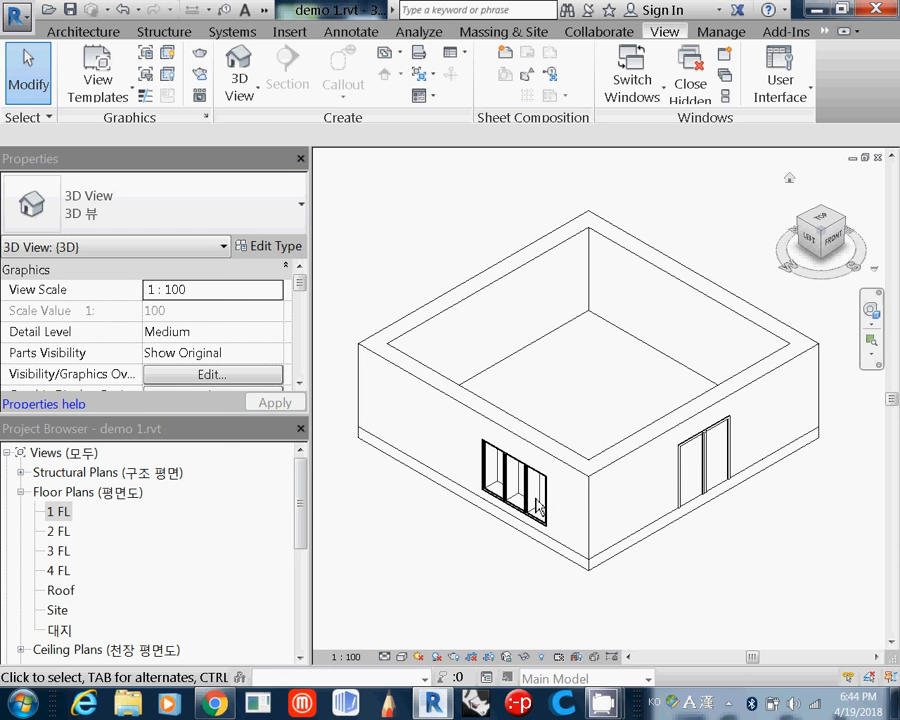 demo 1.rvt - 3...
Type a keyword or phrase
Sign In
Architecture Structure Systems Insert Annotate Analyze Massing & Site Collaborate View Manage Add-Ins
Modify
View
Templates
3D
View
Section
Callout
Switch
Windows
Close
Hidden
User
Interface
Select
Graphics
Create
Sheet Composition
Windows
Properties
3D View
3D 뷰
3D View: {3D}
Edit Type
Graphics
View Scale 1 : 100
Scale Value 1: 100
Detail Level Medium
Parts Visibility Show Original
Visibility/Graphics Ov... Edit...
Properties help
Apply
TOP
LEFT FRONT
Project Browser - demo 1.rvt
Views (모두)
Structural Plans (구조 평면)
Floor Plans (평면도)
1 FL
2 FL
3 FL
4 FL
Roof
Site
대지
Ceiling Plans (천장 평면도)
1 : 100
Click to select, TAB for alternates, CTRL
:0
Main Model
KO A 漢
6:44 PM
4/19/2018